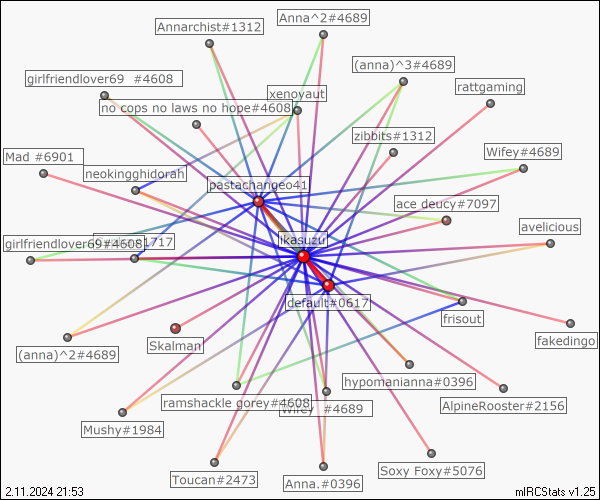 Anna^2#4689
Annarchist#1312
(anna)^3#4689
girlfriendlover69 #4608
rattgaming
xenoyaut
no cops no laws no hope#4608
zibbits#1312
Mad #6901
Wifey#4689
neokingghidorah
pastachangeo41
ace deucy#7097
avelicious
ikasuzu
girlfriendlover69#4608
1717
default#0617
frisout
fakedingo
Skalman
(anna)^2#4689
hypomanianna#0396
ramshackle gorey#4608
#4689
AlpineRooster#2156
Mushy#1984
Soxy Foxy#5076
Toucan#2473
Anna.#0396
2.11.2024 21:53
mIRCStats v1.25